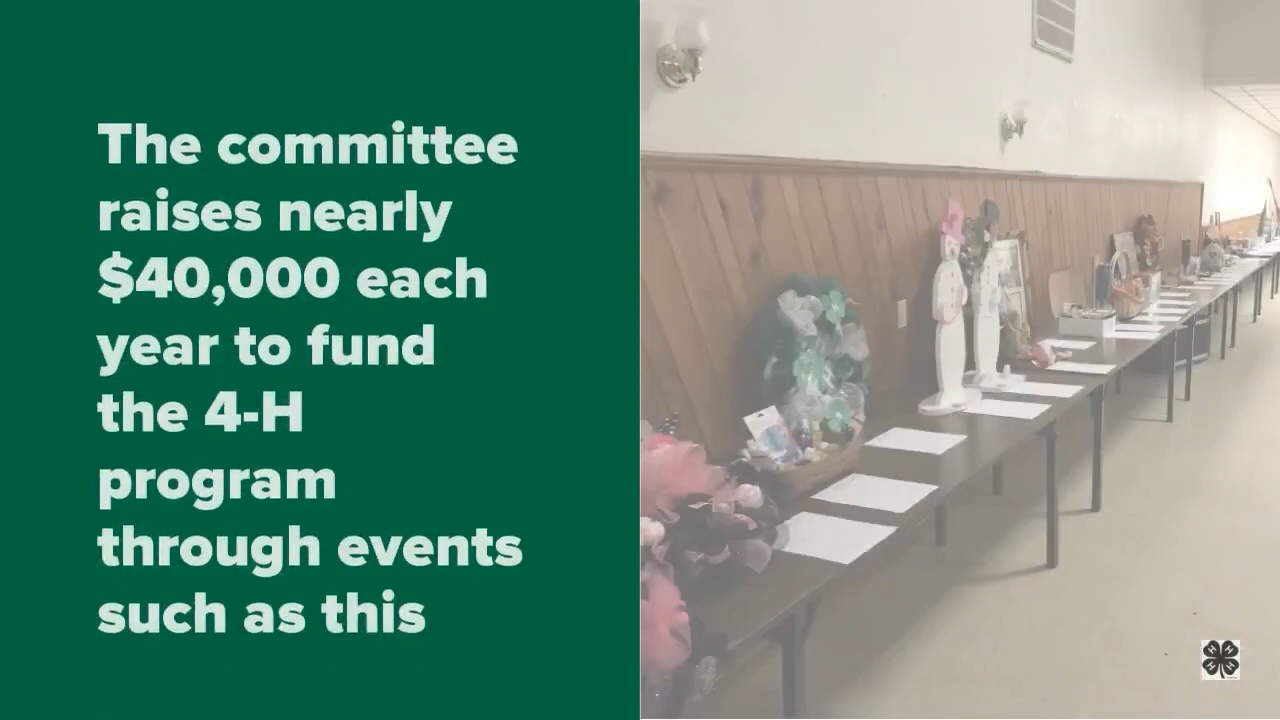 The committee
raises nearly
$40,000 each
year to fund
the 4-H
program
through events
such as this